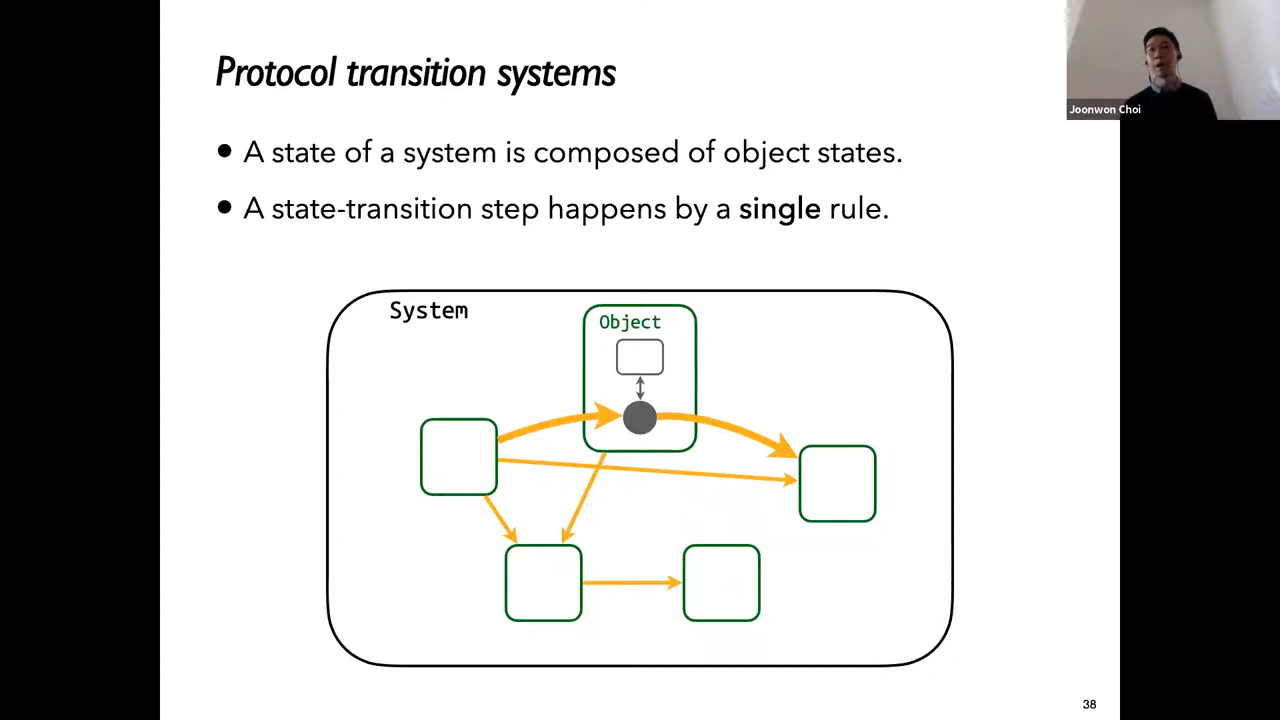 Protocol transition systems
Joonwon Choi
• A state of a system is composed of object states.
• A state-transition step happens by a single rule.
System
Object
38